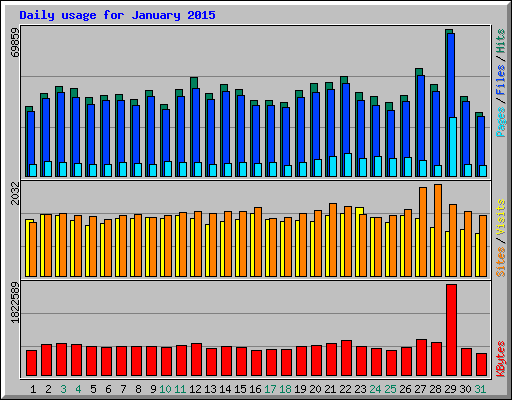 Daily usage for January 2015
69859
Pages / Files / Hits
2032
Sites / Visits
1822589
KBytes
1 2 3 4 5 6 7 8 9 10 11 12 13 14 15 16 17 18 19 20 21 22 23 24 25 26 27 28 29 30 31